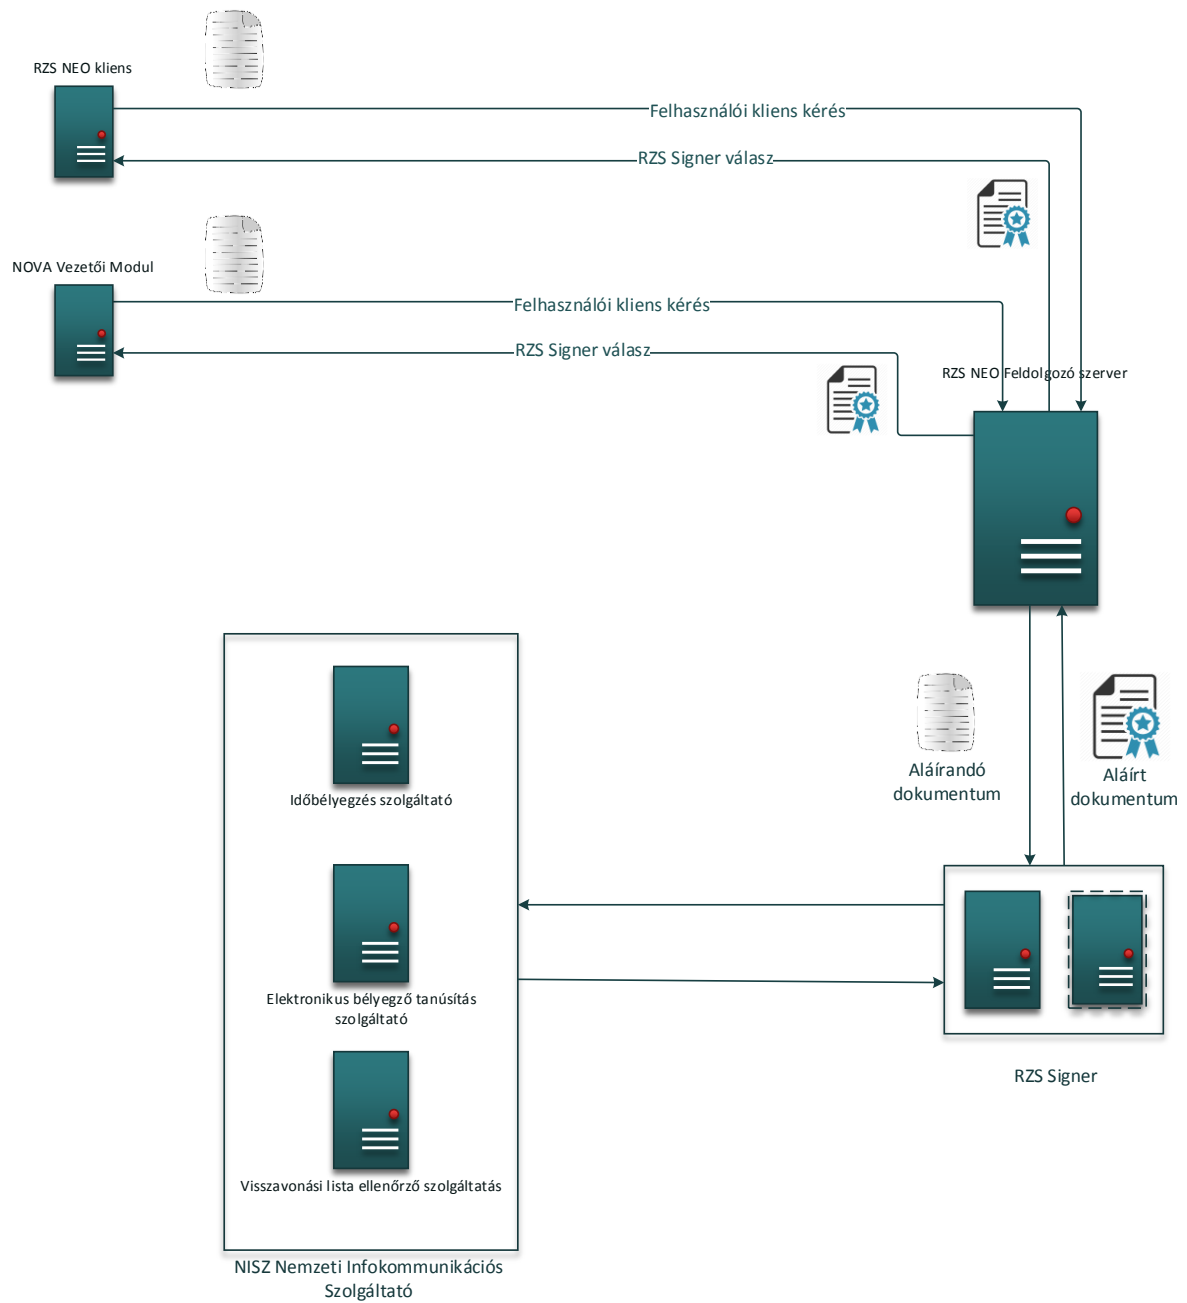 RZS NEO kliens
Felhasználói kliens kérés
RZS Signer válasz
NOVA Vezetői Modul
Felhasználói kliens kérés
RZS Signer válasz
RZS NEO Feldolgozó szerver
Aláírandó
dokumentum
Aláírt
dokumentum
Időbélyegzés szolgáltató
Elektronikus bélyegző tanúsítás
szolgáltató
RZS Signer
Visszavonási lista ellenőrző szolgáltatás
NISZ Nemzeti Infokommunikációs
Szolgáltató